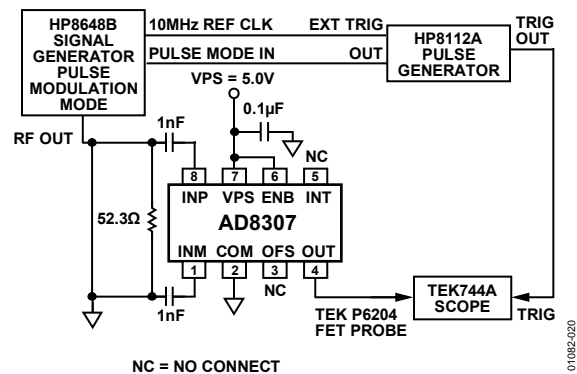 HP8648B
SIGNAL
GENERATOR
PULSE
MODULATION
MODE
10MHz REF CLK
EXT TRIG
PULSE MODE IN
OUT
HP8112A
PULSE
GENERATOR
TRIG
OUT
VPS = 5.0V
0.1µF
1nF
RF OUT
NC
8
7
6
5
INP
VPS
ENB
INT
52.3Ω
AD8307
INM
COM
OFS
OUT
1
2
3
4
NC
1nF
TEK P6204
FET PROBE
TEK744A
SCOPE
TRIG
NC = NO CONNECT
01082-020